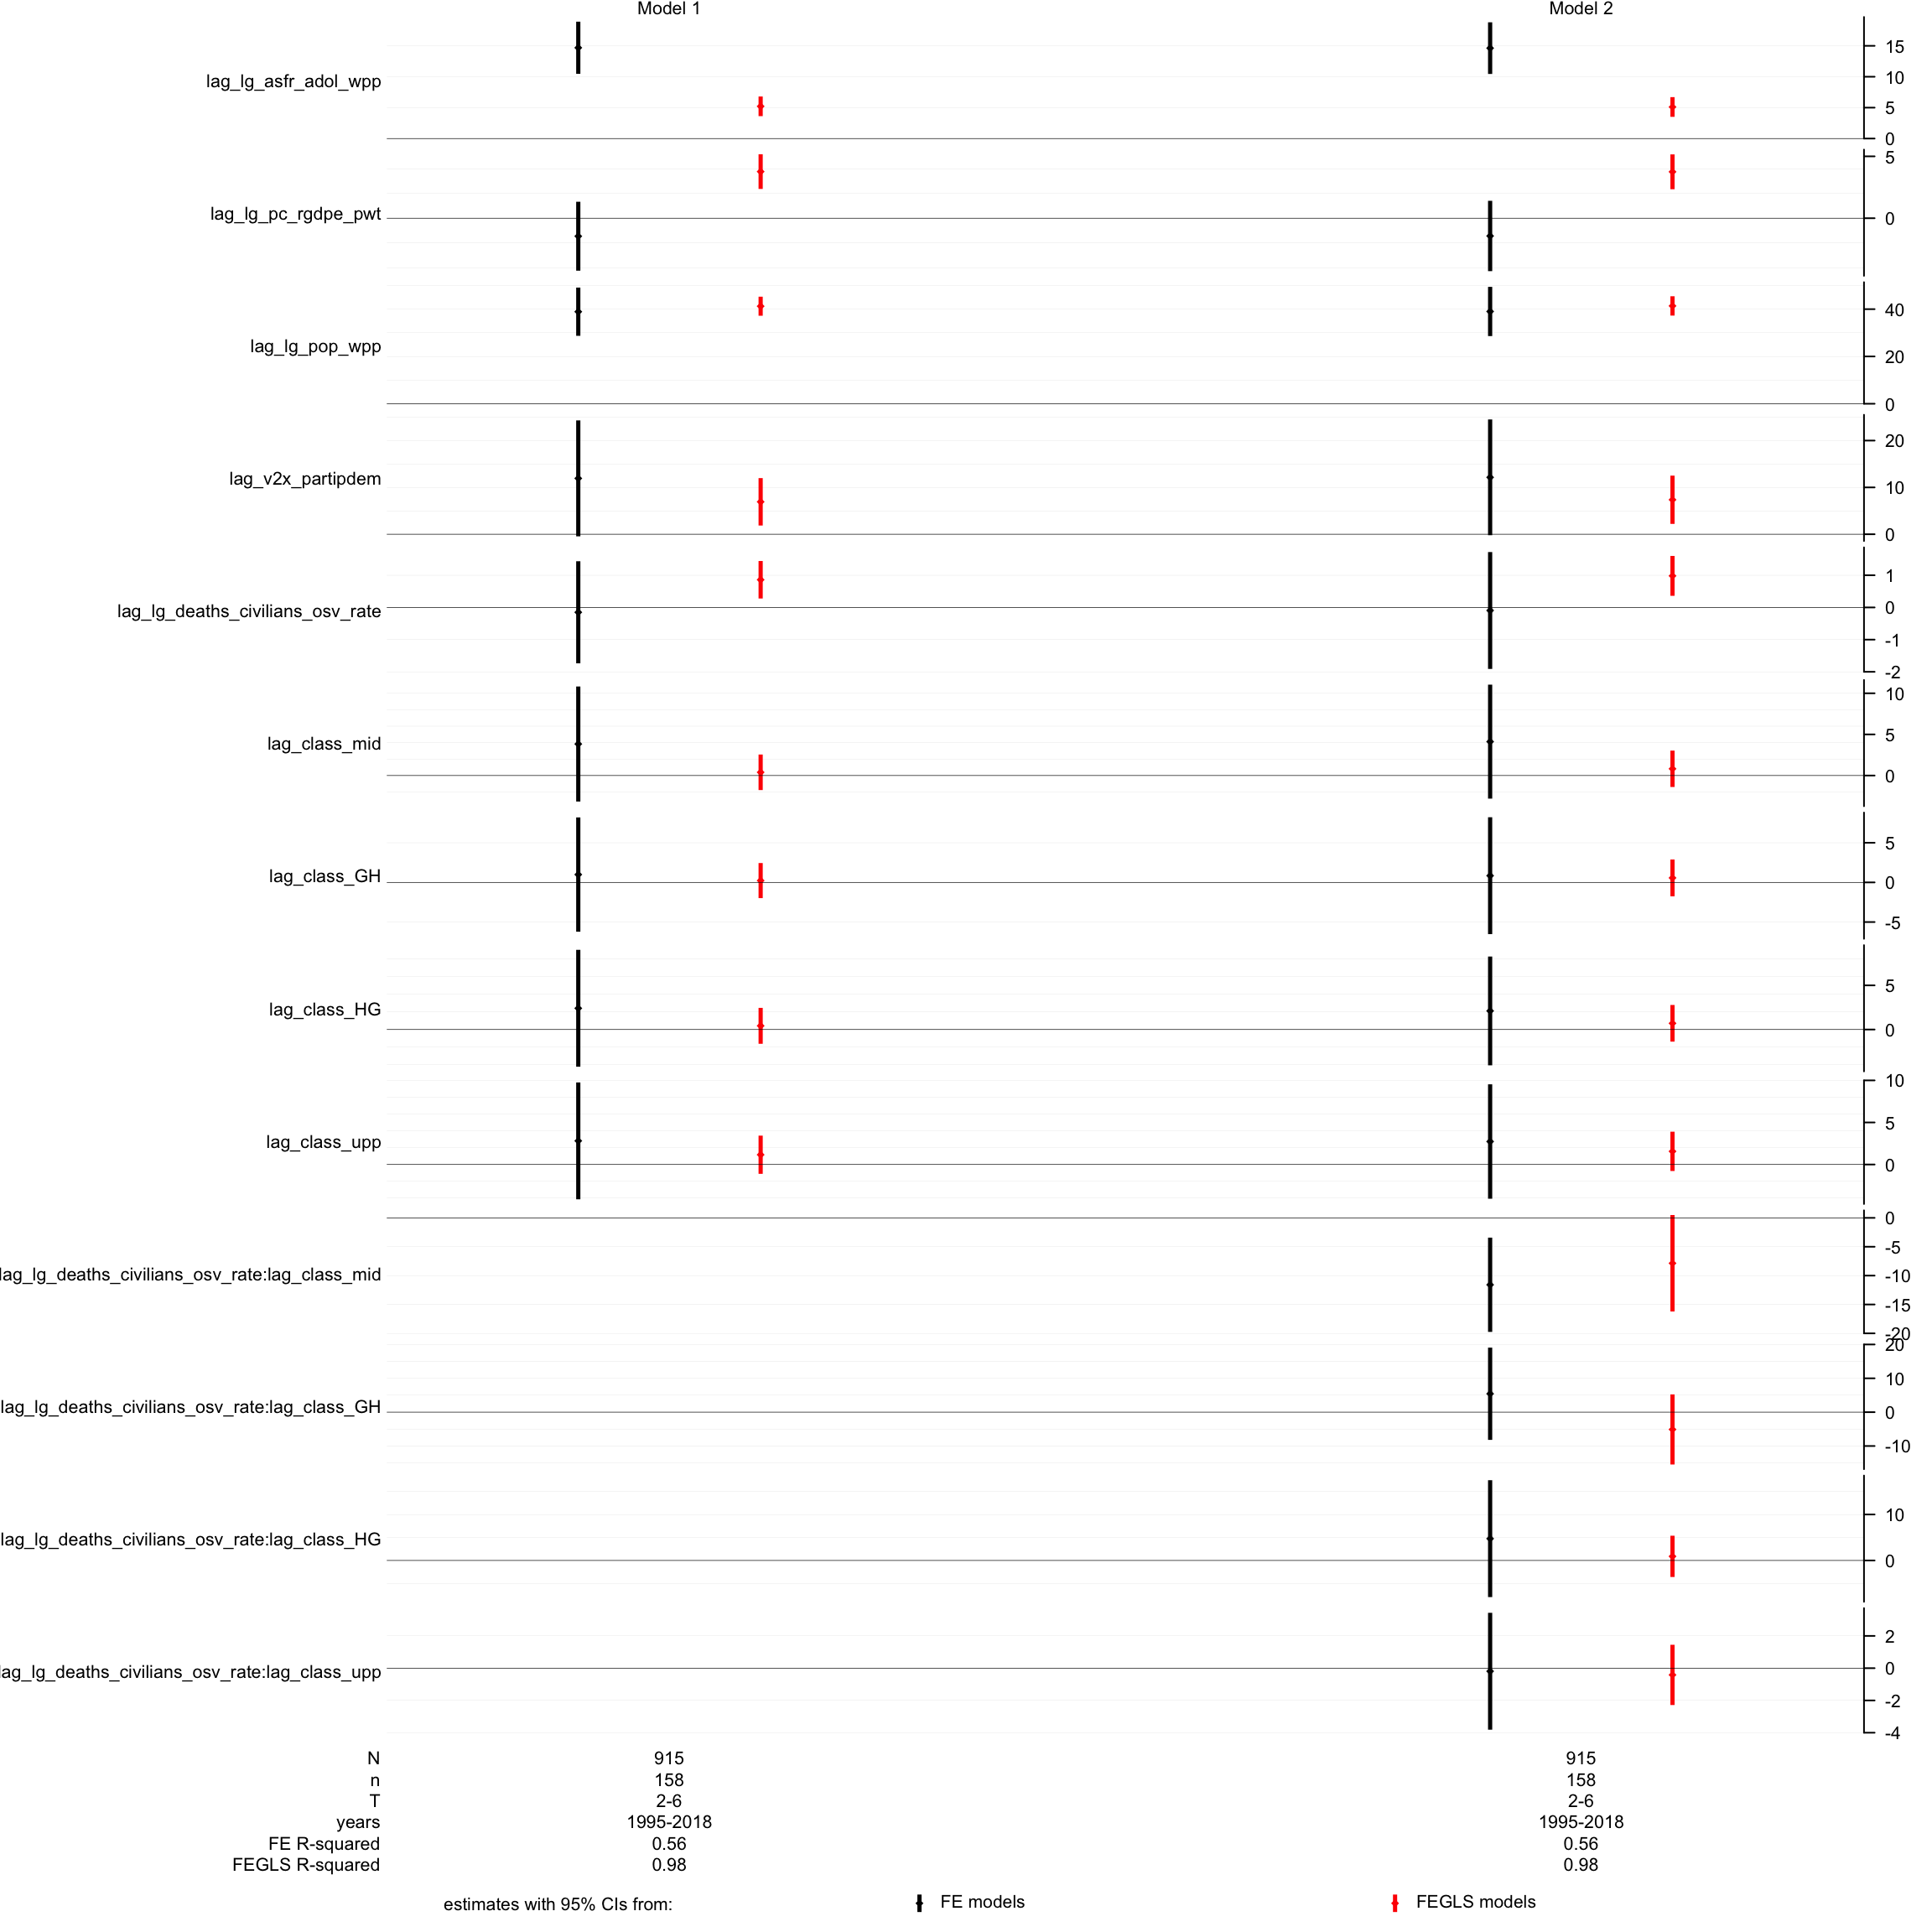 Model 1 Model 2
lag_lg_asfr_adol_wpp
15
10
5
0
lag_lg_pc_rgdpe_pwt
5
0
lag_lg_pop_wpp
40
20
0
lag_v2x_partipdem
20
10
0
lag_lg_deaths_civilians_osv_rate
1
0
-1
-2
lag_class_mid
10
5
0
lag_class_GH
5
0
-5
lag_class_HG
5
0
lag_class_upp
10
5
0
lag_lg_deaths_civilians_osv_rate:lag_class_mid
0
-5
-10
-15
-20
lag_lg_deaths_civilians_osv_rate:lag_class_GH
20
10
0
-10
lag_lg_deaths_civilians_osv_rate:lag_class_HG
10
0
lag_lg_deaths_civilians_osv_rate:lag_class_upp
2
0
-2
-4
N 915 915
n 158 158
T 2-6 2-6
years 1995-2018 1995-2018
FE R-squared 0.56 0.56
FEGLS R-squared 0.98 0.98
estimates with 95% CIs from: FE models FEGLS models